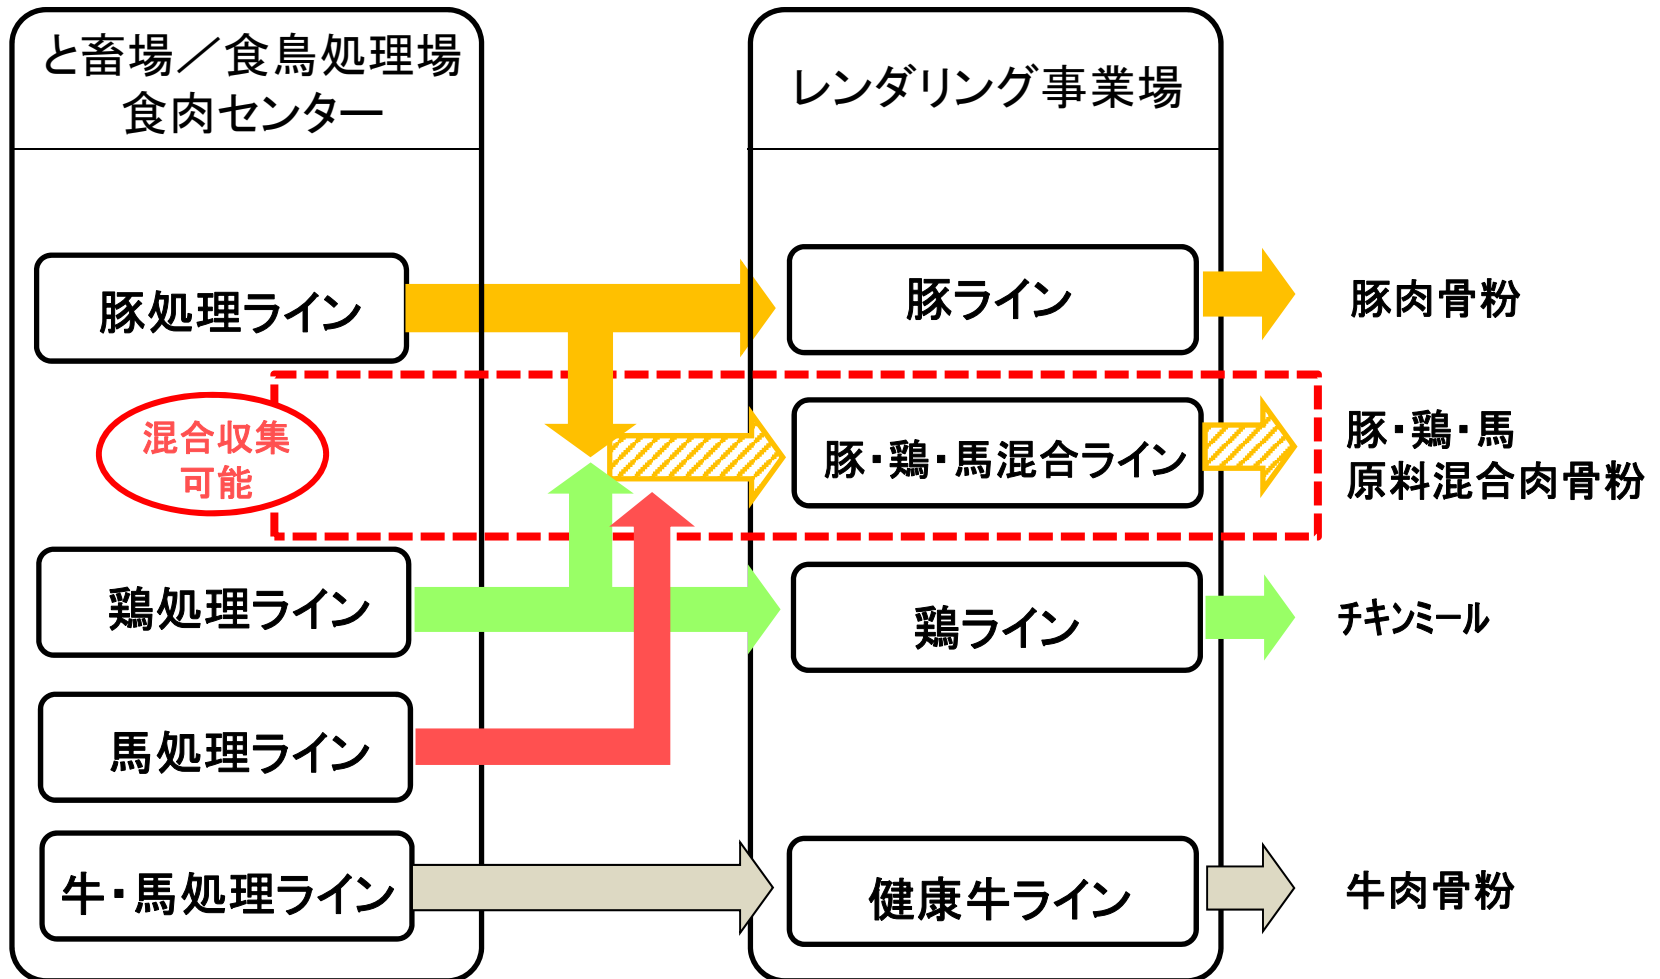 と畜場／食鳥処理場
食肉センター
レンダリング事業場
豚処理ライン
豚ライン
豚肉骨粉
混合収集
可能
豚・鶏・馬混合ライン
豚・鶏・馬
原料混合肉骨粉
鶏処理ライン
鶏ライン
チキンミール
馬処理ライン
牛・馬処理ライン
健康牛ライン
牛肉骨粉